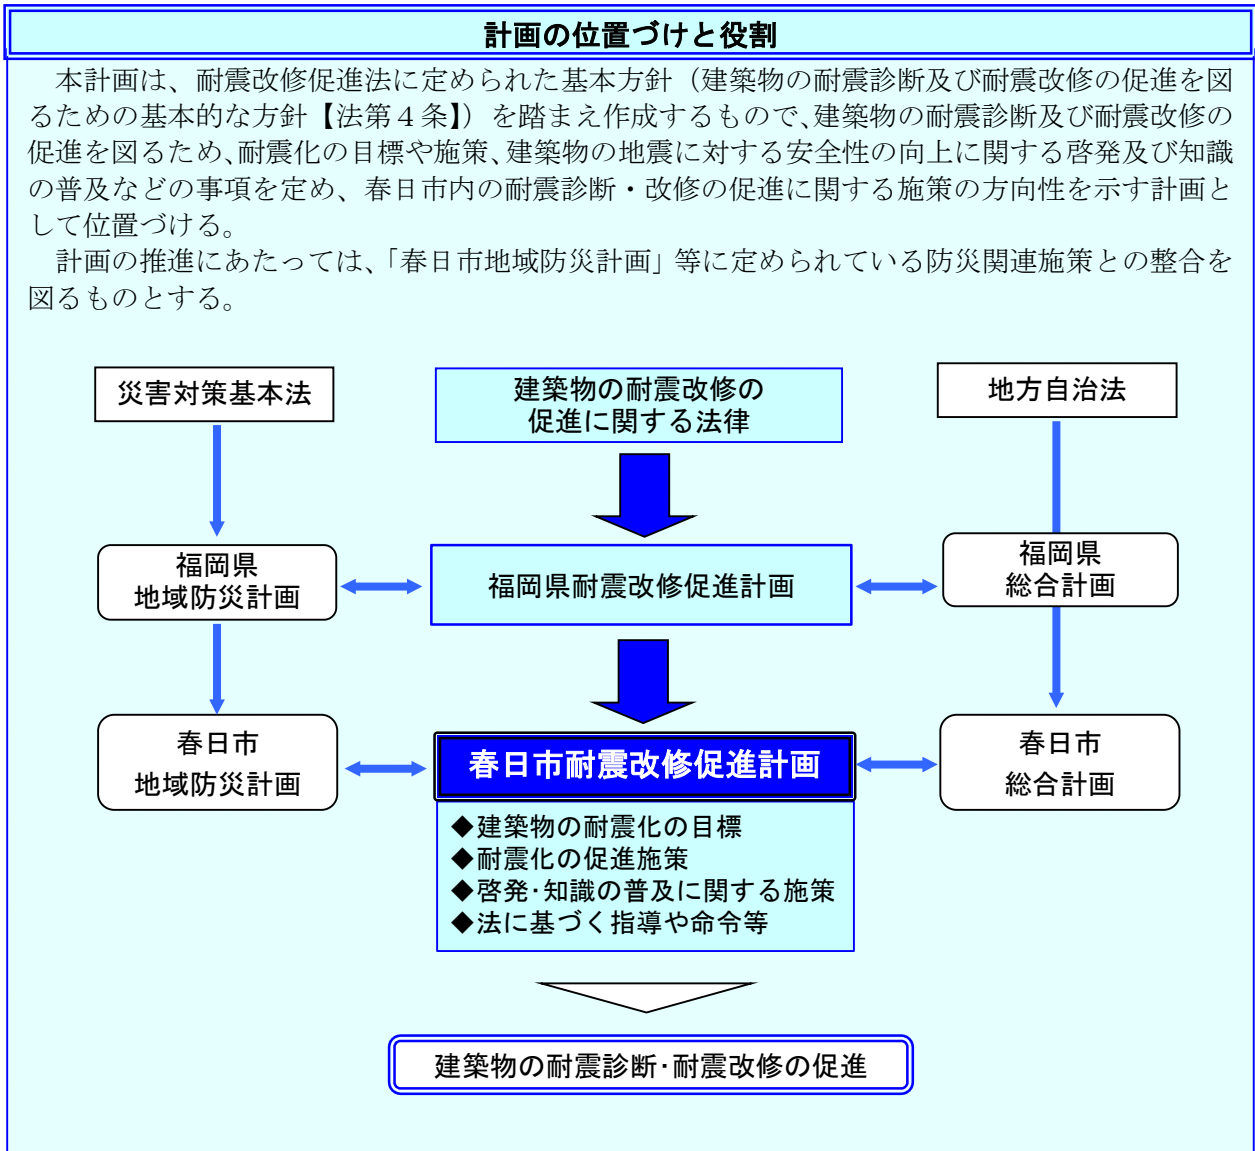 計画の位置づけと役割
本計画は、耐震改修促進法に定められた基本方針（建築物の耐震診断及び耐震改修の促進を図
るための基本的な方針【法第４条】）を踏まえ作成するもので、建築物の耐震診断及び耐震改修の
促進を図るため、耐震化の目標や施策、建築物の地震に対する安全性の向上に関する啓発及び知識
の普及などの事項を定め、春日市内の耐震診断・改修の促進に関する施策の方向性を示す計画と
して位置づける。
計画の推進にあたっては、「春日市地域防災計画」等に定められている防災関連施策との整合を
図るものとする。
災害対策基本法
建築物の耐震改修の
促進に関する法律
地方自治法
福岡県
地域防災計画
福岡県耐震改修促進計画
福岡県
総合計画
春日市
地域防災計画
春日市耐震改修促進計画
春日市
総合計画
◆建築物の耐震化の目標
◆耐震化の促進施策
◆啓発・知識の普及に関する施策
◆法に基づく指導や命令等
建築物の耐震診断・耐震改修の促進